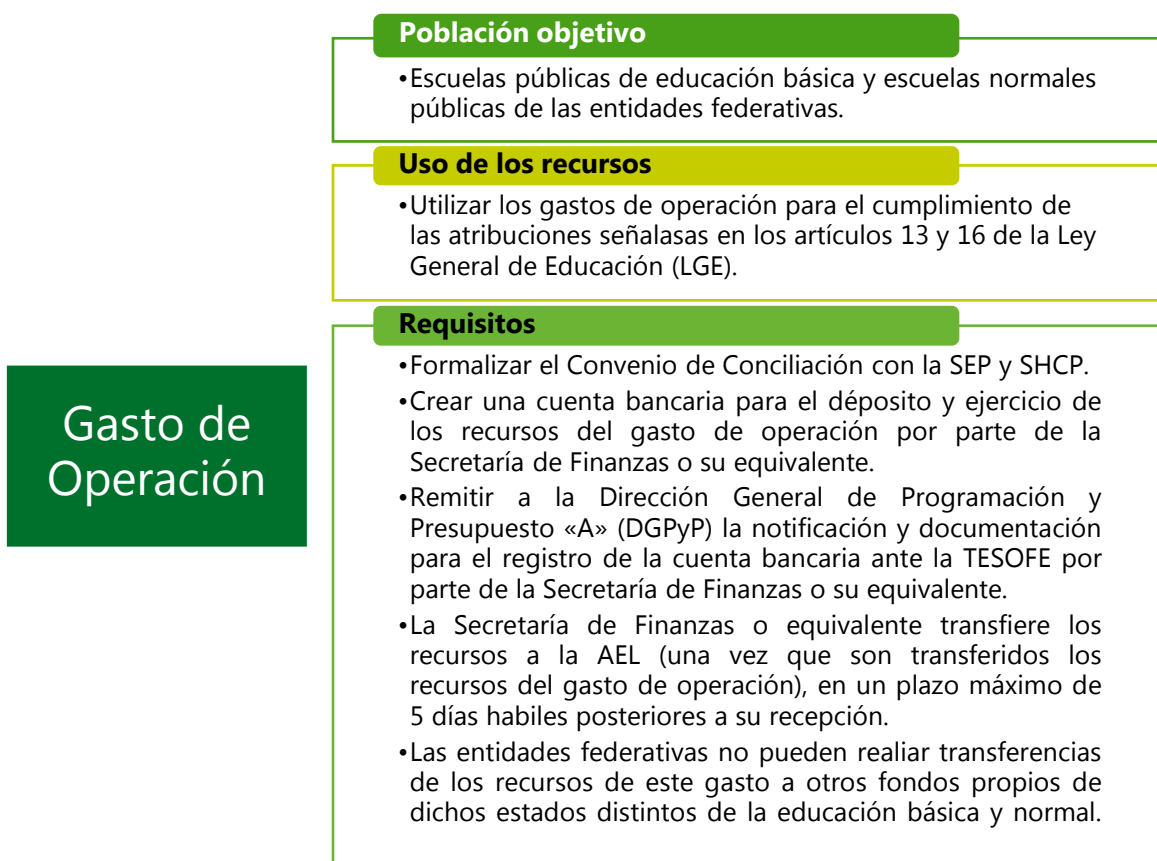 Población objetivo
•Escuelas públicas de educación básica y escuelas normales
públicas de las entidades federativas.
Uso de los recursos
•Utilizar los gastos de operación para el cumplimiento de
las atribuciones señalasas en los artículos 13 y 16 de la Ley
General de Educación (LGE).
Gasto de
Operación
Requisitos
•Formalizar el Convenio de Conciliación con la SEP y SHCP.
•Crear una cuenta bancaria para el déposito y ejercicio de
los recursos del gasto de operación por parte de la
Secretaría de Finanzas o su equivalente.
•Remitir a la Dirección General de Programación y
Presupuesto «A» (DGPyP) la notificación y documentación
para el registro de la cuenta bancaria ante la TESOFE por
parte de la Secretaría de Finanzas o su equivalente.
•La Secretaría de Finanzas o equivalente transfiere los
recursos a la AEL (una vez que son transferidos los
recursos del gasto de operación), en un plazo máximo de
5 días habiles posteriores a su recepción.
•Las entidades federativas no pueden realiar transferencias
de los recursos de este gasto a otros fondos propios de
dichos estados distintos de la educación básica y normal.